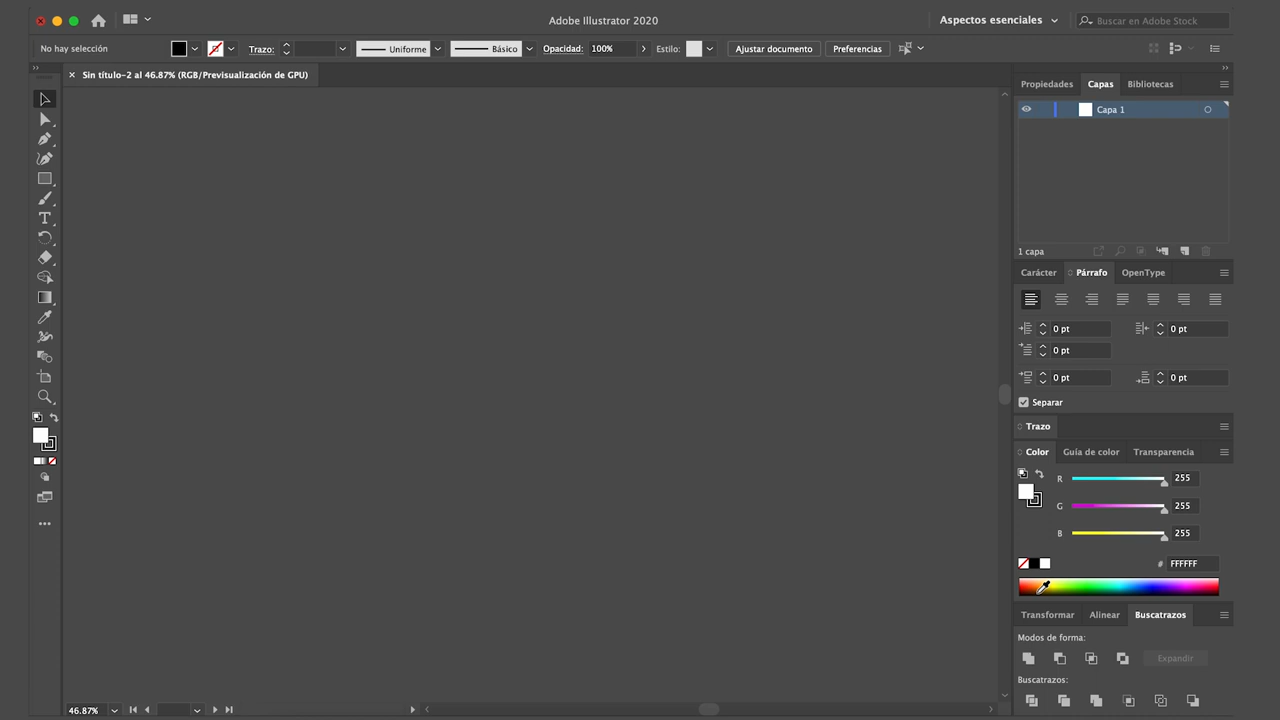 Adobe Illustrator 2020
Aspectos esenciales
Buscar en Adobe Stock
No hay selección
Trazo:
Uniforme
Básico
Opacidad:
100%
Estilo:
Ajustar documento
Preferencias
Sin título-2 al 46.87% (RGB/Previsualización de GPU)
Propiedades
Capas
Bibliotecas
Capa 1
1 capa
Carácter
Párrafo
OpenType
0 pt
0 pt
0 pt
0 pt
0 pt
Separar
Trazo
Color
Guía de color
Transparencia
R
255
G
255
B
255
# FFFFFF
Transformar
Alinear
Buscatrazos
Modos de forma:
Expandir
Buscatrazos:
46.87%